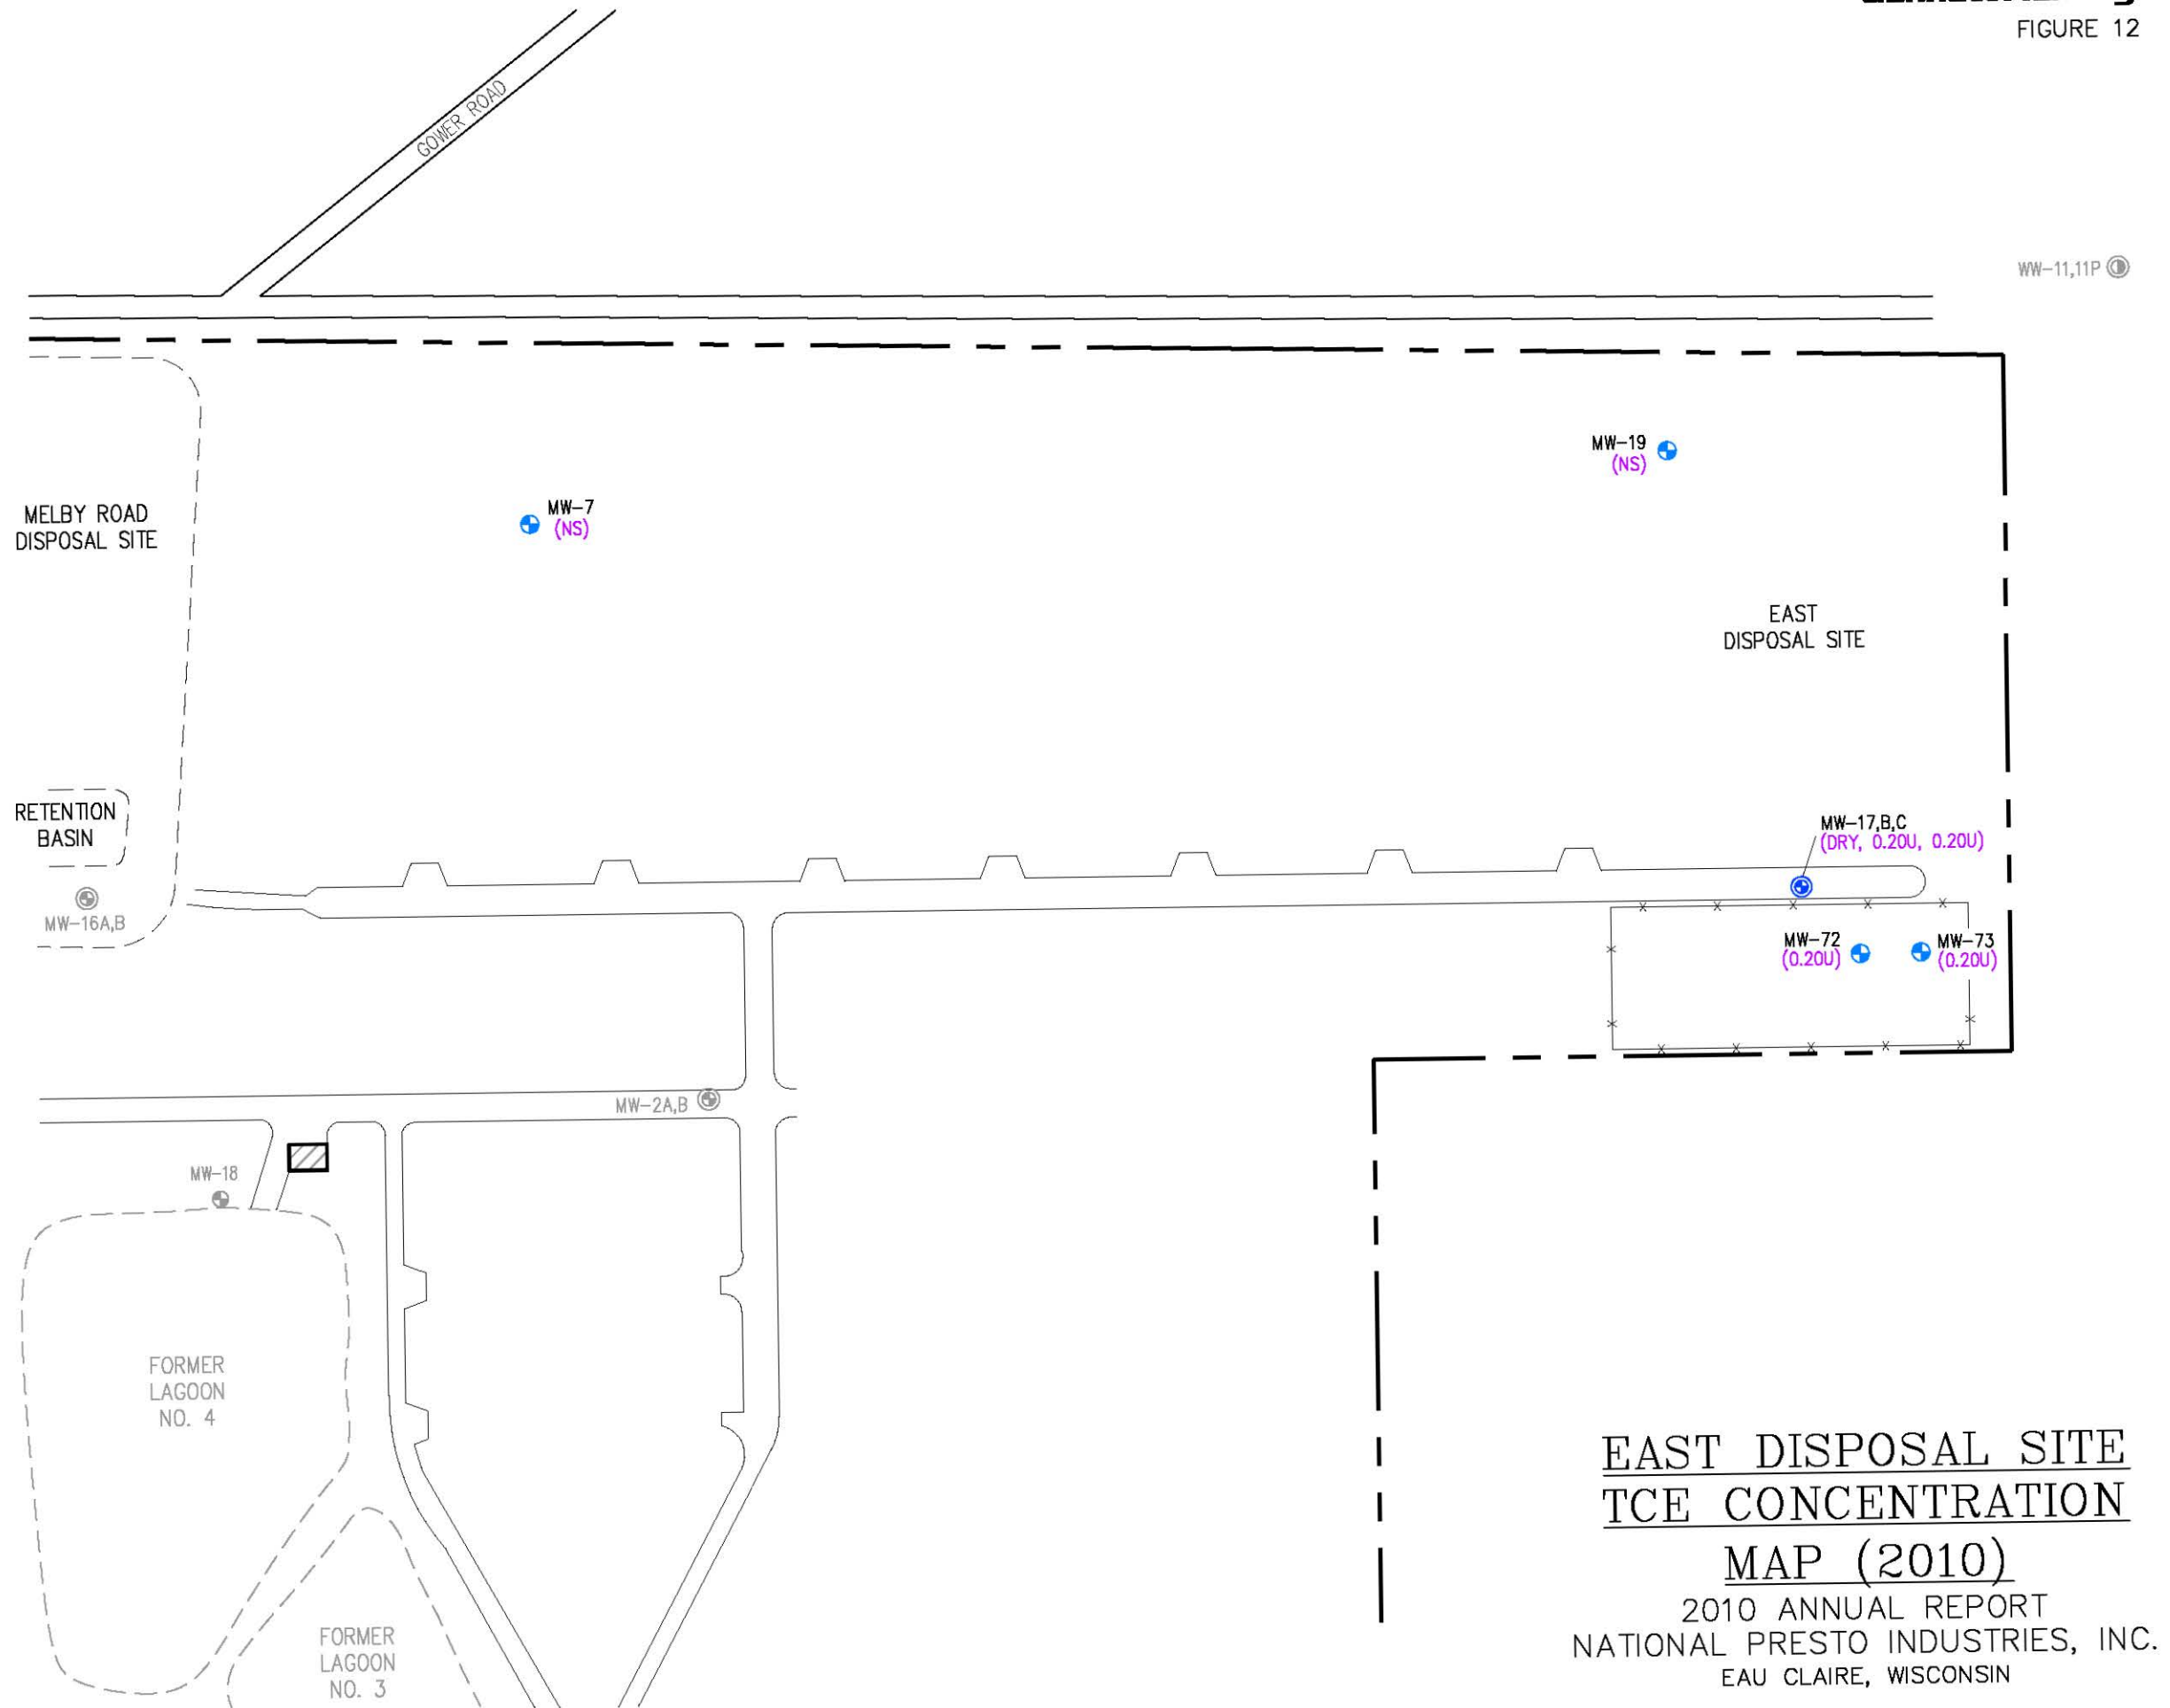 FIGURE 12
GOWER ROAD
WW-11,11P
MW-19
(NS)
MW-7
(NS)
MELBY ROAD
DISPOSAL SITE
EAST
DISPOSAL SITE
RETENTION
BASIN
MW-17,B,C
(DRY, 0.20U, 0.20U)
MW-16A,B
MW-72
(0.20U)
MW-73
(0.20U)
MW-2A,B
MW-18
FORMER
LAGOON
NO. 4
FORMER
LAGOON
NO. 3
EAST DISPOSAL SITE
TCE CONCENTRATION
MAP (2010)
2010 ANNUAL REPORT
NATIONAL PRESTO INDUSTRIES, INC.
EAU CLAIRE, WISCONSIN